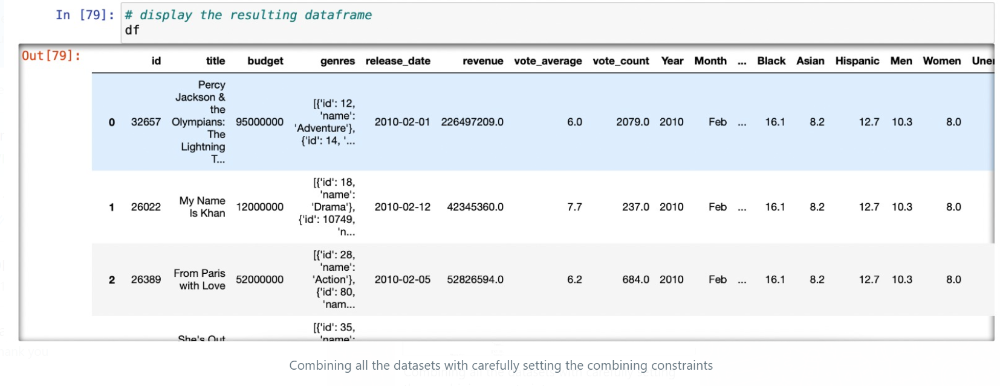 In [79]: # display the resulting dataframe
df
Out[79]:
id title budget genres release_date revenue vote_average vote_count Year Month ... Black Asian Hispanic Men Women
0 32657 Percy Jackson & the Olympians: The Lightning T... 95000000 [{'id': 12, 'name': 'Adventure'}, {'id': 14, '... 2010-02-01 226497209.0 6.0 2079.0 2010 Feb ... 16.1 8.2 12.7 10.3 8.0
1 26022 My Name Is Khan 12000000 [{'id': 18, 'name': 'Drama'}, {'id': 10749, 'n... 2010-02-12 42345360.0 7.7 237.0 2010 Feb ... 16.1 8.2 12.7 10.3 8.0
2 26389 From Paris with Love 52000000 [{'id': 28, 'name': 'Action'}, {'id': 80, 'nam... 2010-02-05 52826594.0 6.2 684.0 2010 Feb ... 16.1 8.2 12.7 10.3 8.0
She's Out [{'id': 35, 'name':
Combining all the datasets with carefully setting the combining constraints